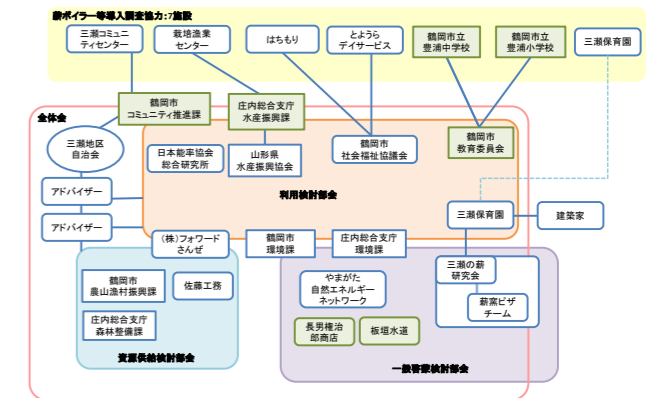 薪ボイラー等導入調査協力：7施設
三瀬コミュニ
ティセンター
栽培漁業
センター
はちもり
とようら
デイサービス
鶴岡市立
豊浦中学校
鶴岡市立
豊浦小学校
三瀬保育園
全体会
鶴岡市
コミュニティ推進課
庄内総合支庁
水産振興課
三瀬地区
自治会
日本能率協会
総合研究所
山形県
水産振興協会
鶴岡市
社会福祉協議会
鶴岡市
教育委員会
アドバイザー
利用検討部会
アドバイザー
三瀬保育園
建築家
（株）フォワード
さんぜ
鶴岡市
環境課
庄内総合支庁
環境課
鶴岡市
農山漁村振興課
佐藤工務
庄内総合支庁
森林整備課
資源供給検討部会
やまがた
自然エネルギー
ネットワーク
三瀬の薪
研究会
薪窯ピザ
チーム
長男権治
郎商店
板垣水道
一般啓蒙検討部会